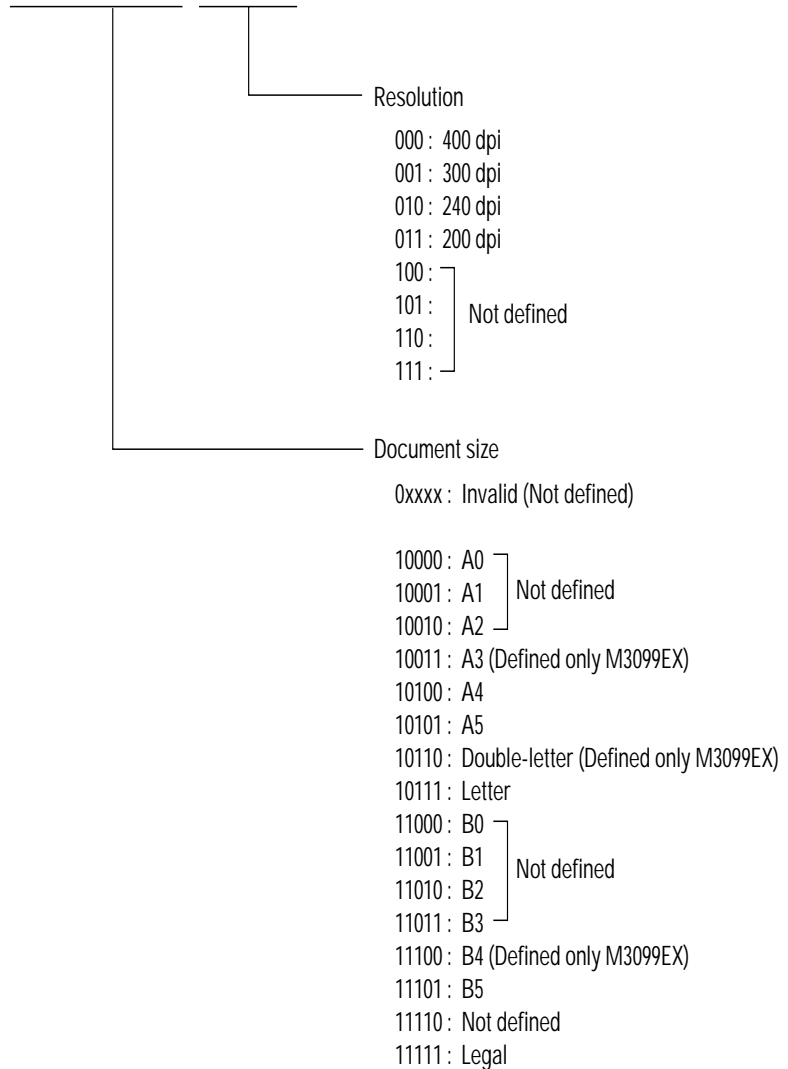 Resolution
000 : 400 dpi
001 : 300 dpi
010 : 240 dpi
011 : 200 dpi
100 :
101 :
Not defined
110 :
111 :
Document size
0xxxx : Invalid (Not defined)
10000 : A0
10001 : A1
Not defined
10010 : A2
10011 : A3 (Defined only M3099EX)
10100 : A4
10101 : A5
10110 : Double-letter (Defined only M3099EX)
10111 : Letter
11000 : B0
11001 : B1
Not defined
11010 : B2
11011 : B3
11100 : B4 (Defined only M3099EX)
11101 : B5
11110 : Not defined
11111 : Legal